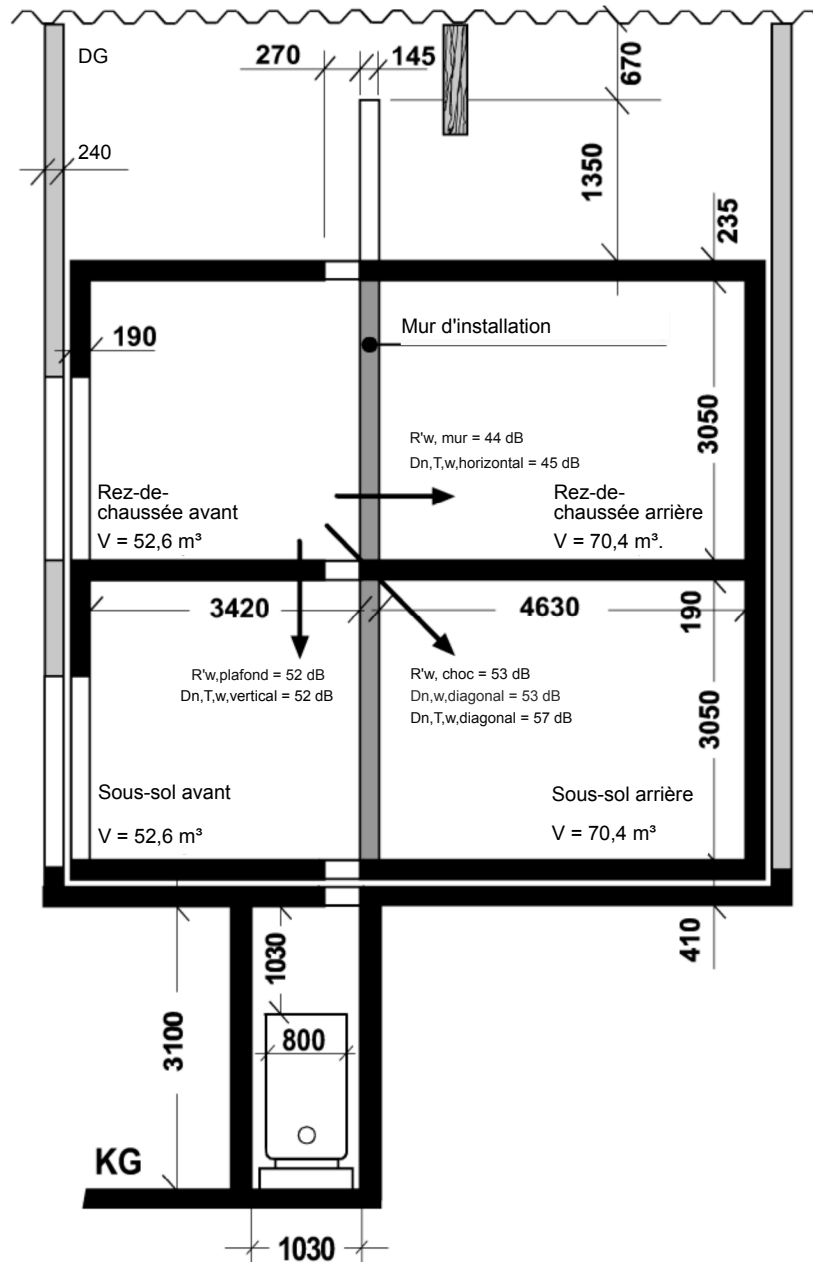 DG
270
145
670
240
1350
235
Mur d'installation
190
3050
R'w, mur = 44 dB
Dn,T,w,horizontal = 45 dB
Rez-de-
chaussée avant
V = 52,6 m³
Rez-de-
chaussée arrière
V = 70,4 m³.
3420
4630
190
R'w,plafond = 52 dB
Dn,T,w,vertical = 52 dB
R'w, choc = 53 dB
Dn,w,diagonal = 53 dB
Dn,T,w,diagonal = 57 dB
3050
Sous-sol avant
V = 52,6 m³
Sous-sol arrière
V = 70,4 m³
410
1030
3100
800
KG
1030